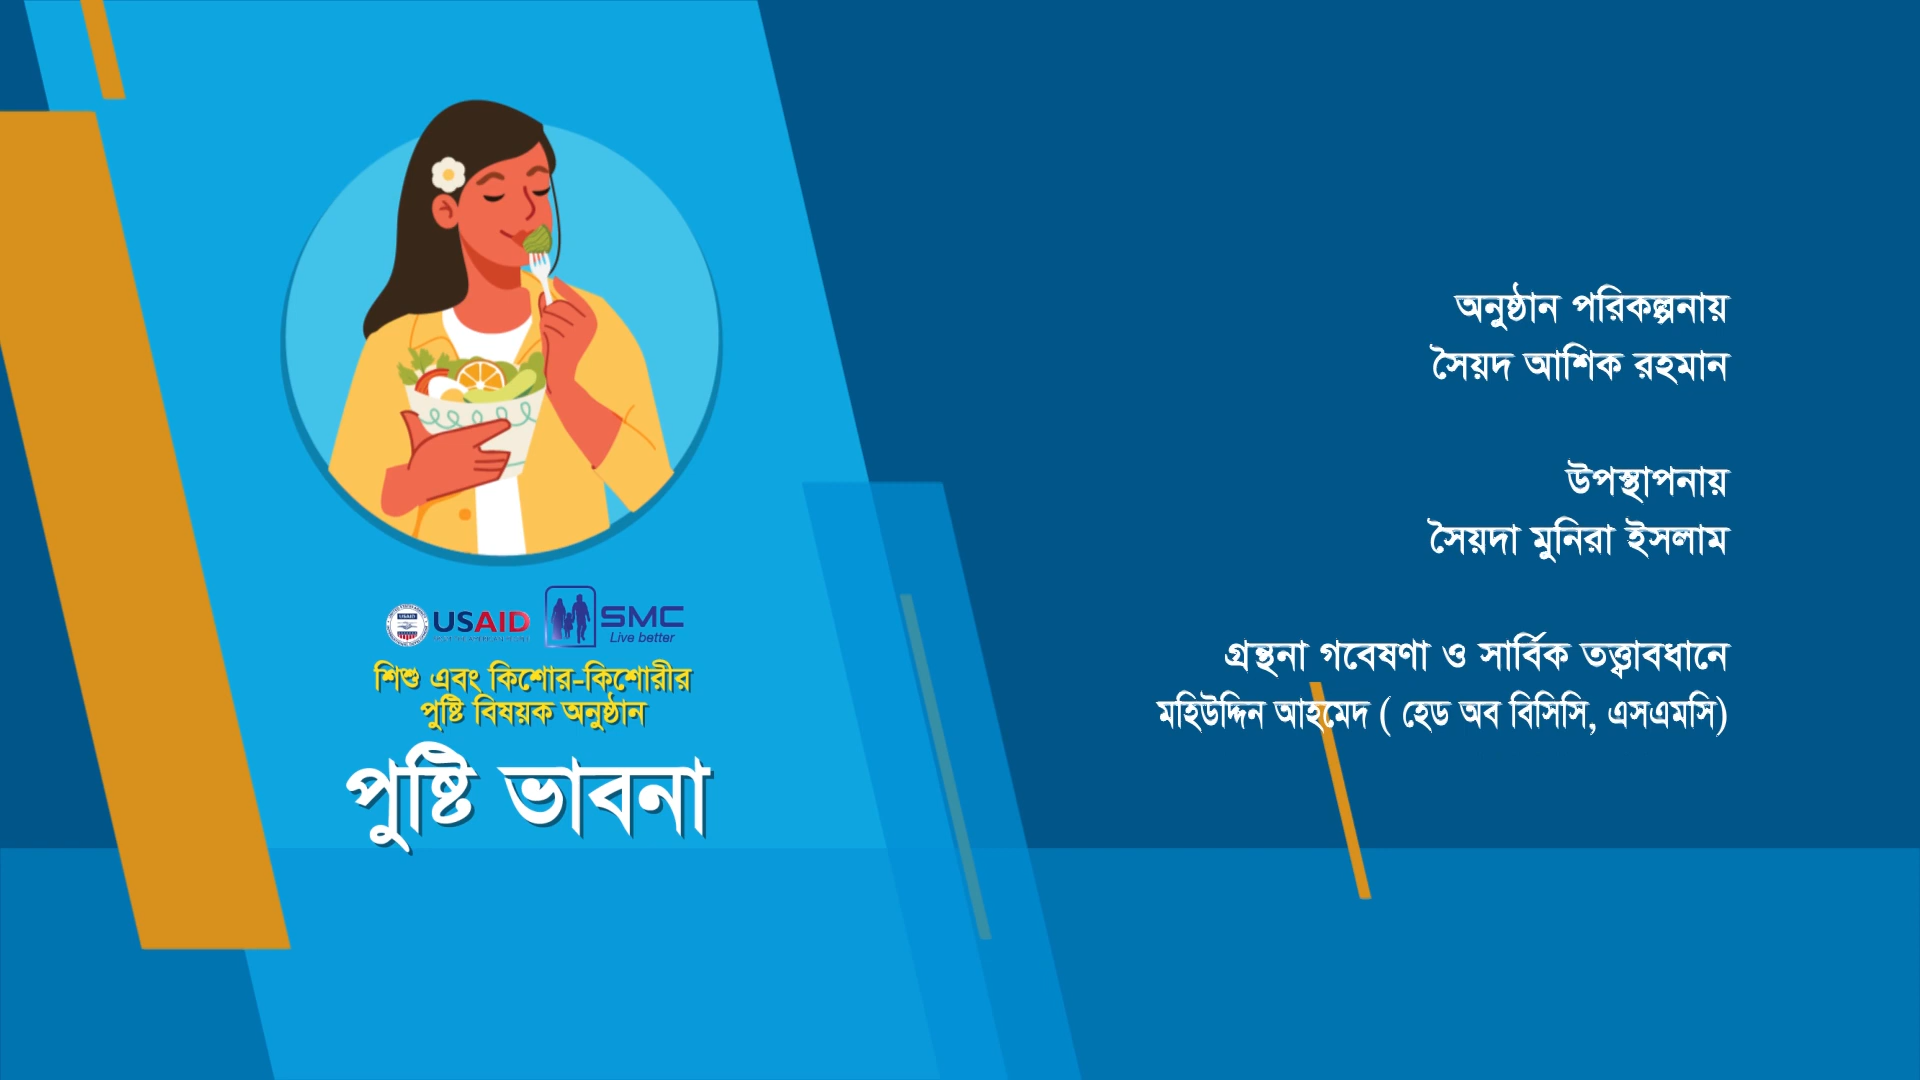 USAID
SMC
Live better
শিশু এবং কিশোর-কিশোরীর
পুষ্টি বিষয়ক অনুষ্ঠান
পুষ্টি ভাবনা
অনুষ্ঠান পরিকল্পনায়
সৈয়দ আশিক রহমান
উপস্থাপনায়
সৈয়দা মুনিরা ইসলাম
গ্রন্থনা গবেষণা ও সার্বিক তত্ত্বাবধানে
মহিউদ্দিন আহমেদ ( হেড অব বিসিসি, এসএমসি)